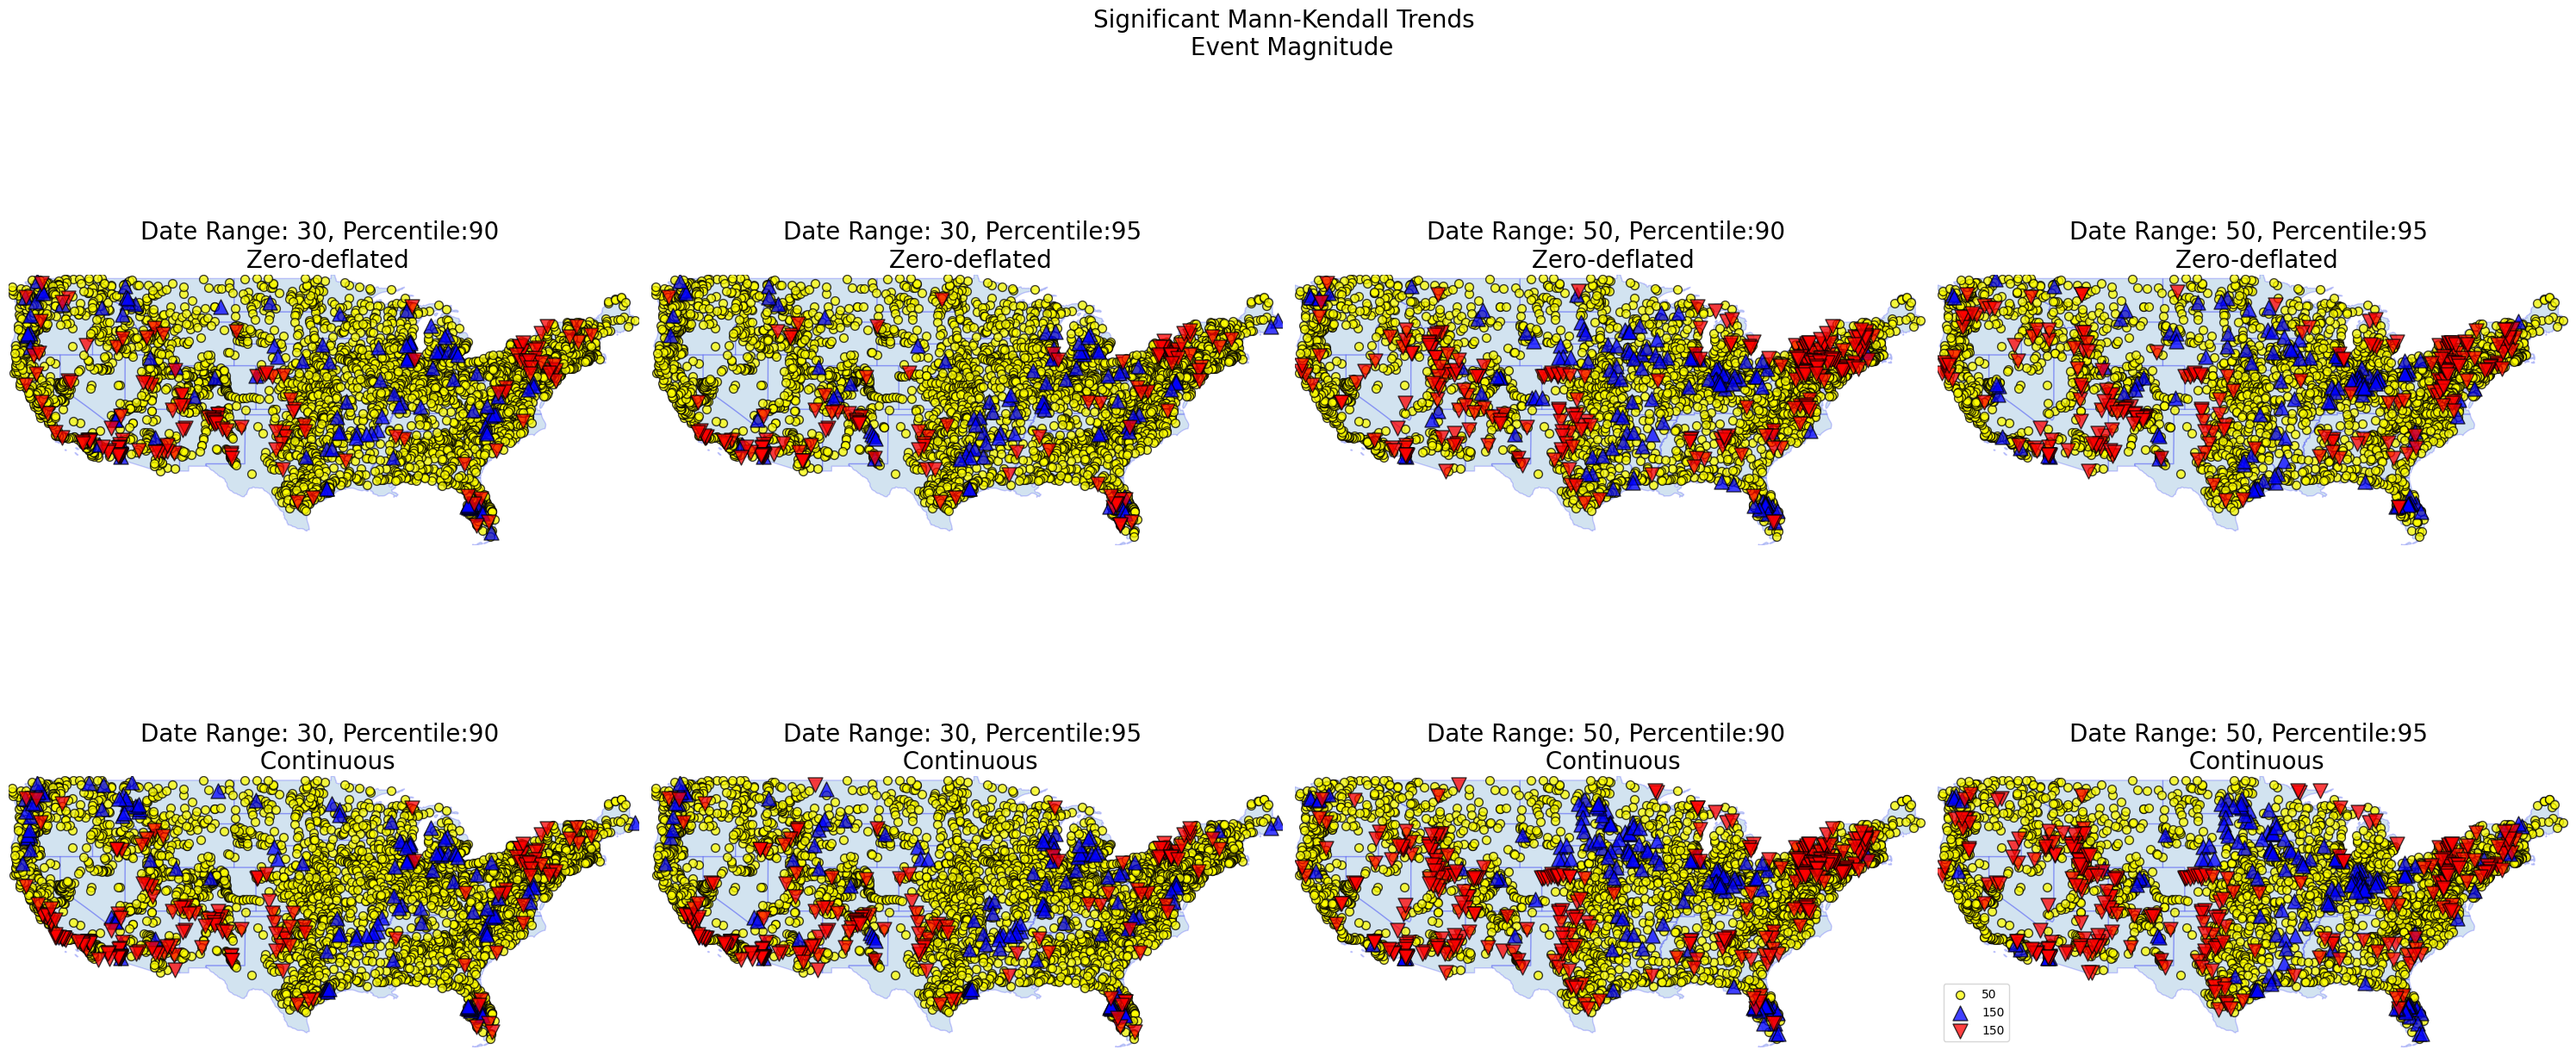 Significant Mann-Kendall Trends
Event Magnitude
Date Range: 30, Percentile:90
Zero-deflated
Date Range: 30, Percentile:95
Zero-deflated
Date Range: 50, Percentile:90
Zero-deflated
Date Range: 50, Percentile:95
Zero-deflated
Date Range: 30, Percentile:90
Continuous
Date Range: 30, Percentile:95
Continuous
Date Range: 50, Percentile:90
Continuous
Date Range: 50, Percentile:95
Continuous
50
150
150